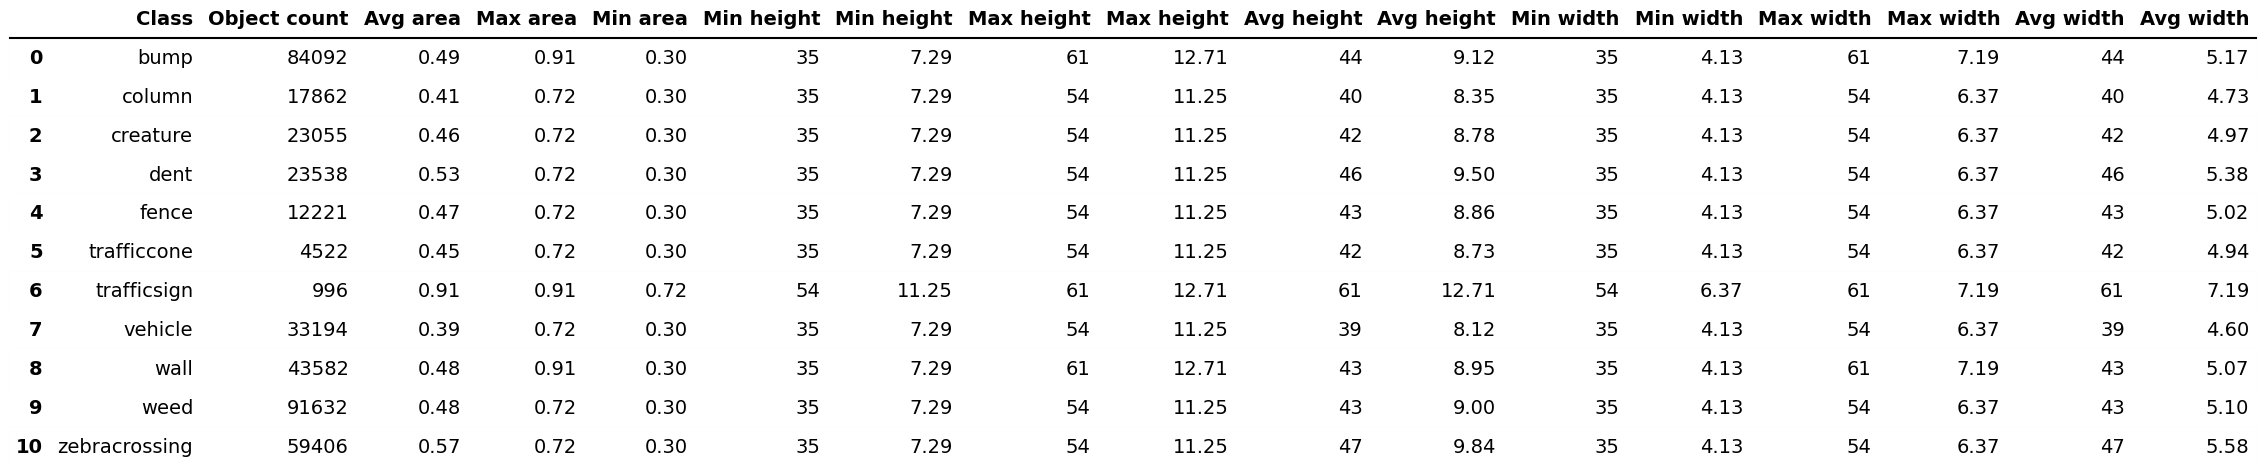 Class Object count Avg area Max area Min area Min height Min height Max height Max height Avg height Avg height Min width Min width Max width Max width Avg width Avg width
0 bump 84092 0.49 0.91 0.30 35 7.29 61 12.71 44 9.12 35 4.13 61 7.19 44 5.17
1 column 17862 0.41 0.72 0.30 35 7.29 54 11.25 40 8.35 35 4.13 54 6.37 40 4.73
2 creature 23055 0.46 0.72 0.30 35 7.29 54 11.25 42 8.78 35 4.13 54 6.37 42 4.97
3 dent 23538 0.53 0.72 0.30 35 7.29 54 11.25 46 9.50 35 4.13 54 6.37 46 5.38
4 fence 12221 0.47 0.72 0.30 35 7.29 54 11.25 43 8.86 35 4.13 54 6.37 43 5.02
5 trafficcone 4522 0.45 0.72 0.30 35 7.29 54 11.25 42 8.73 35 4.13 54 6.37 42 4.94
6 trafficsign 996 0.91 0.91 0.72 54 11.25 61 12.71 61 12.71 54 6.37 61 7.19 61 7.19
7 vehicle 33194 0.39 0.72 0.30 35 7.29 54 11.25 39 8.12 35 4.13 54 6.37 39 4.60
8 wall 43582 0.48 0.91 0.30 35 7.29 61 12.71 43 8.95 35 4.13 61 7.19 43 5.07
9 weed 91632 0.48 0.72 0.30 35 7.29 54 11.25 43 9.00 35 4.13 54 6.37 43 5.10
10 zebracrossing 59406 0.57 0.72 0.30 35 7.29 54 11.25 47 9.84 35 4.13 54 6.37 47 5.58